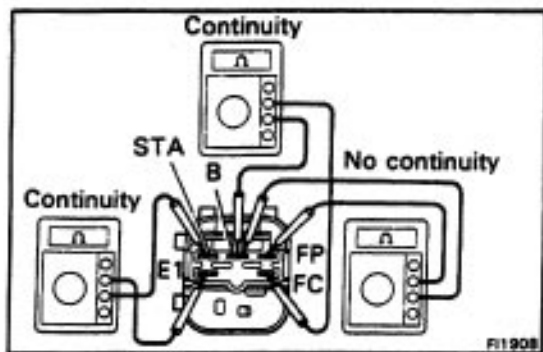 Continuity
STA
B
No continuity
Continuity
E1
FP
FC
Ω
Ω
Ω
FI1908